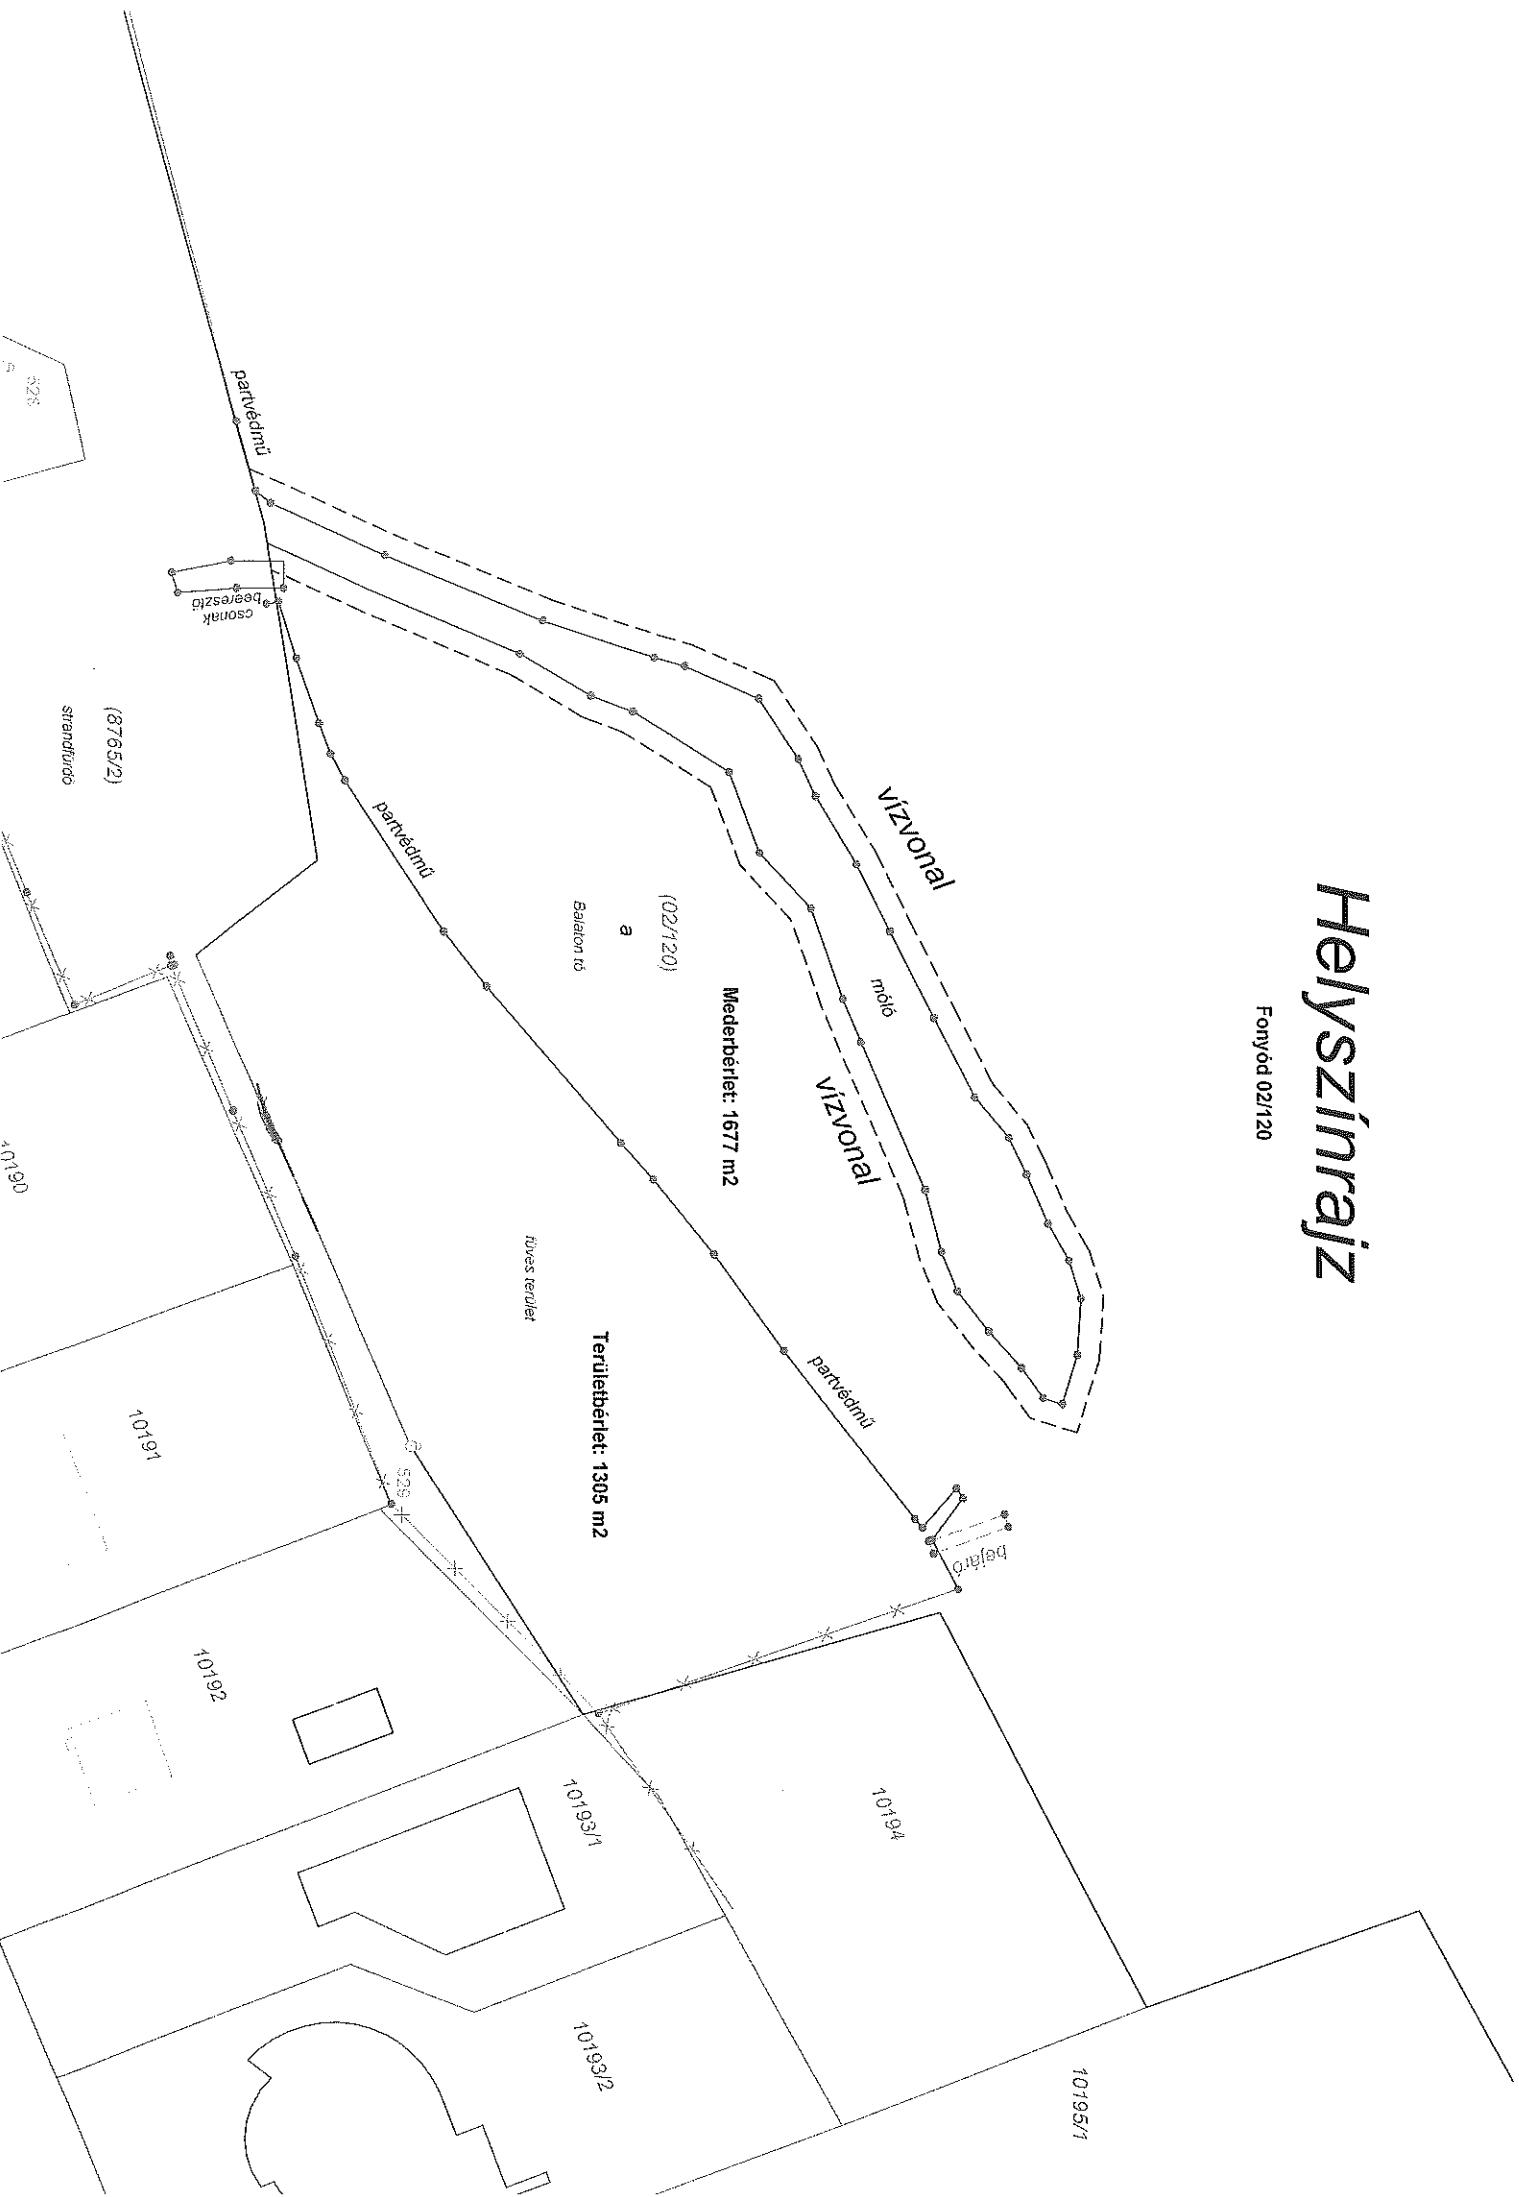 Helyszínrajz
Fonyód 02/120
vízvonal
móló
vízvonal
Mederbérlet: 1677 m2
(02/120)
a
Balaton tó
partvédmű
partvédmű
partvédmű
füves terület
Területbérlet: 1305 m2
bejáró
csónak
beeresztő
(8765/2)
strandfürdő
528
529
10190
10191
10192
10193/1
10193/2
10194
10195/1